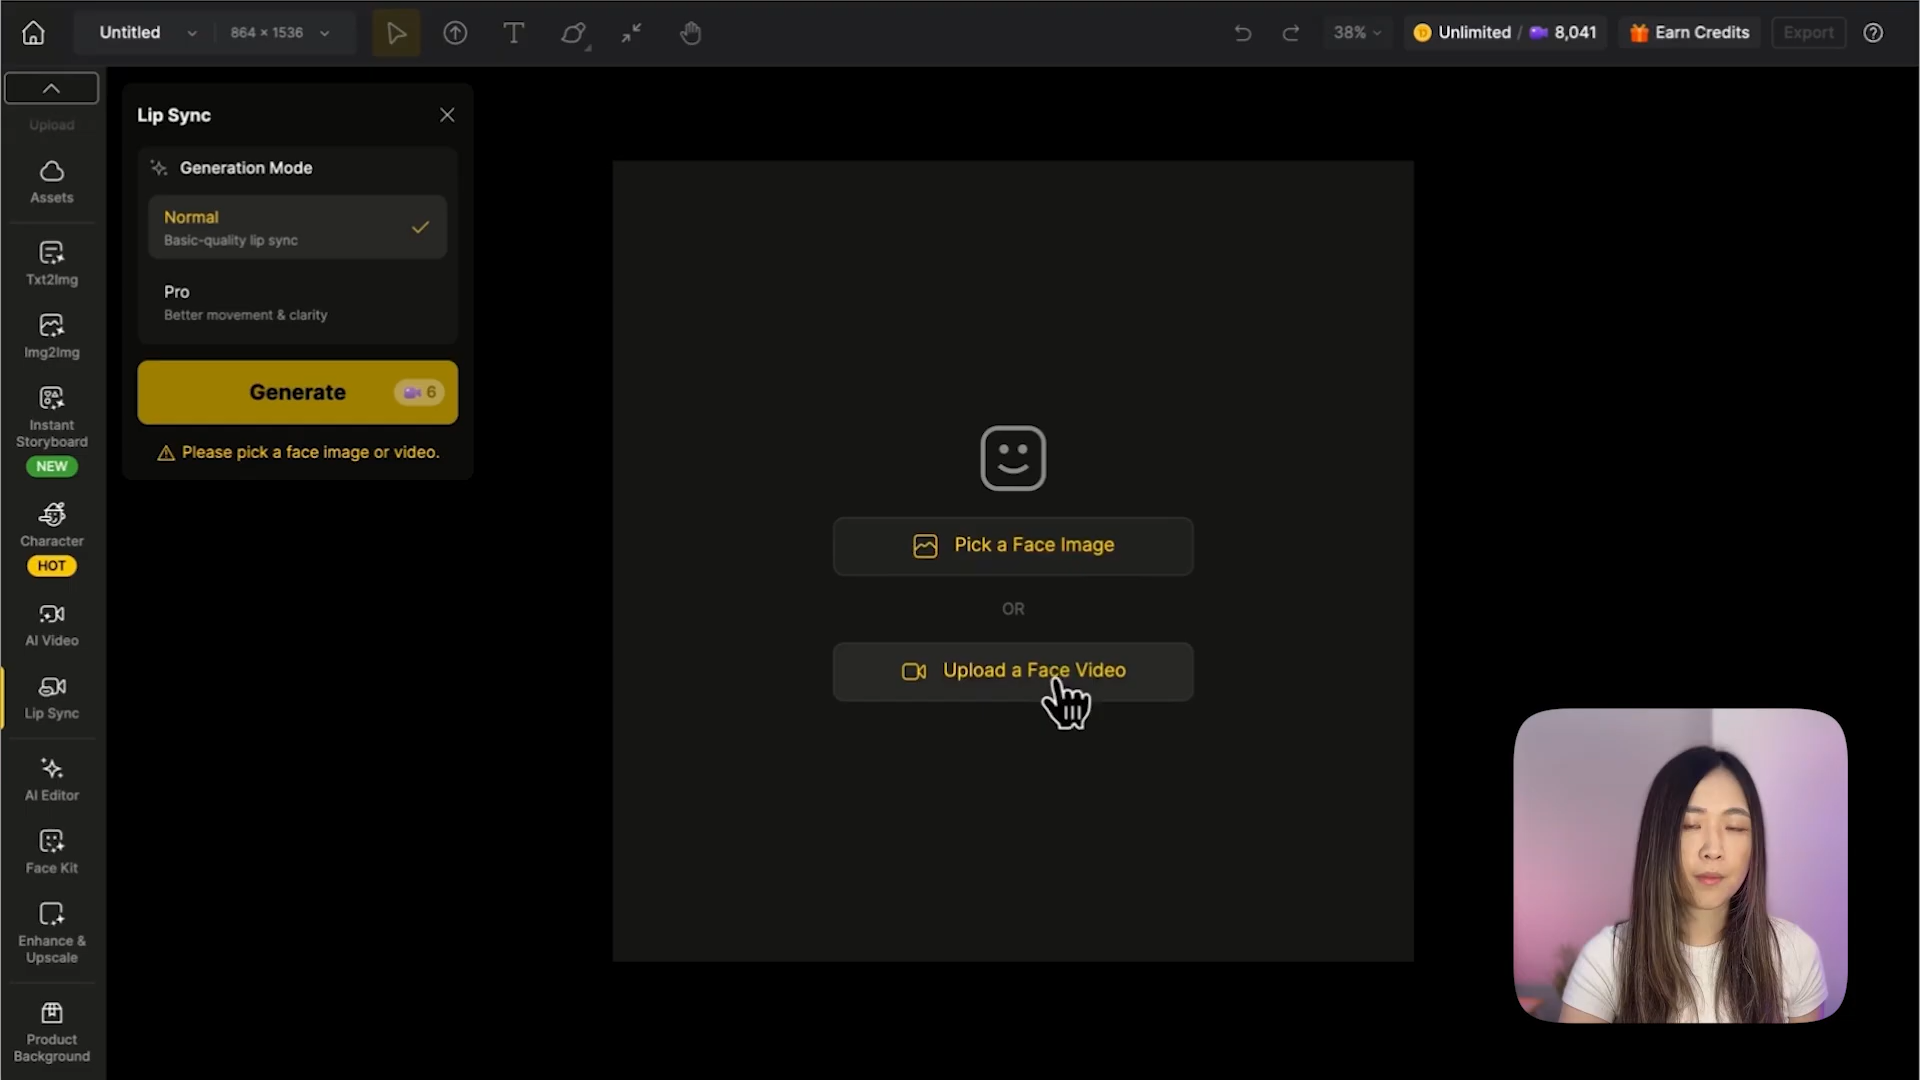 Untitled
864 × 1536
38%
Unlimited / 8,041
Earn Credits
Export
Upload
Assets
Txt2Img
Img2Img
Instant
Storyboard
NEW
Character
HOT
AI Video
Lip Sync
AI Editor
Face Kit
Enhance &
Upscale
Product
Background
Lip Sync
Generation Mode
Normal
Basic-quality lip sync
Pro
Better movement & clarity
Generate 6
Please pick a face image or video.
Pick a Face Image
OR
Upload a Face Video